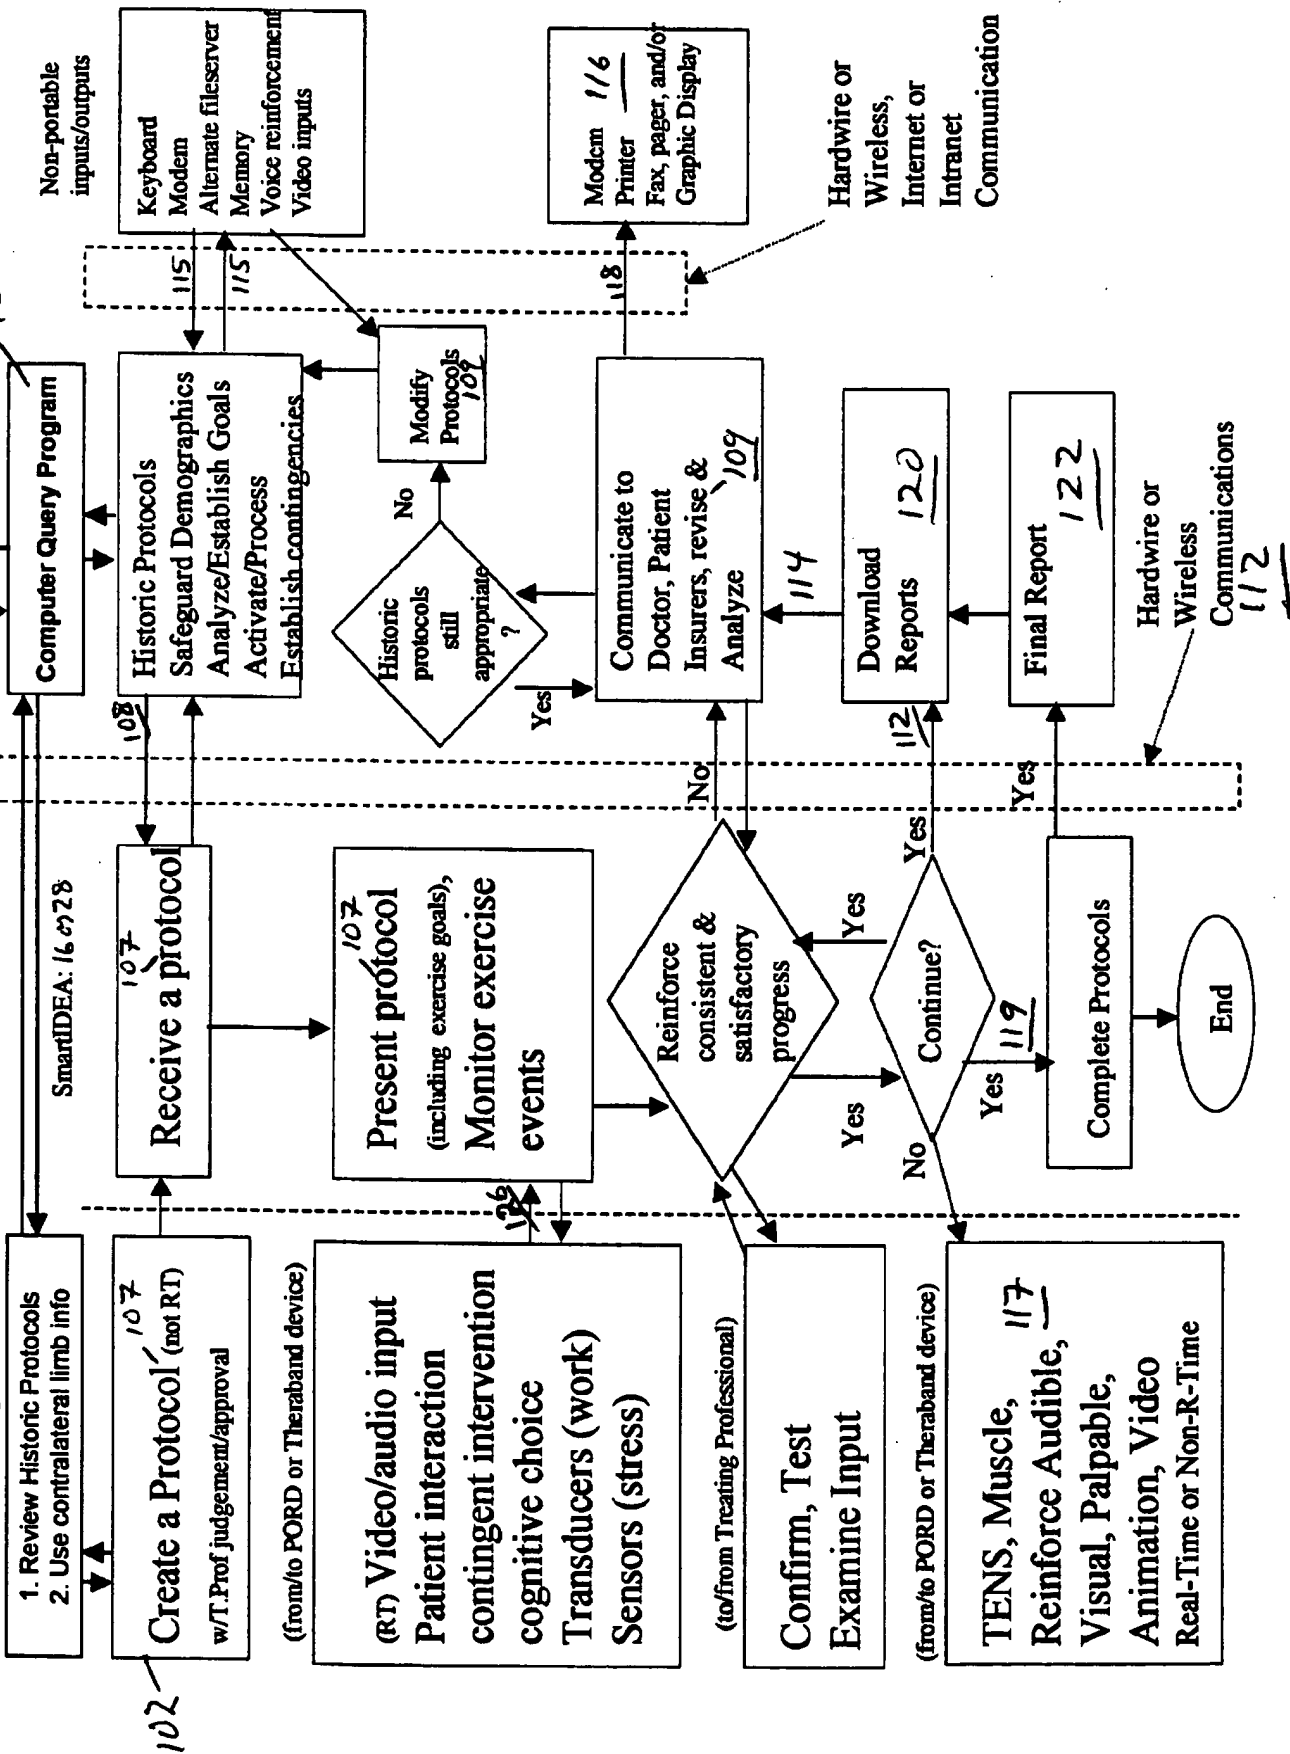 1. Review Historic Protocols
2. Use contralateral limb info
Computer Query Program
SmartIDEA:
102
Create a Protocol 107 (not RT)
w/T.Prof judgement/approval
107
Receive a protocol
108
Historic Protocols
Safeguard Demographics
Analyze/Establish Goals
Activate/Process
Establish contingencies
115
115
Non-portable
inputs/outputs
Keyboard
Modem
Alternate fileserver
Memory
Voice reinforcement
Video inputs
(from/to PORD or Theraband device)
(RT) Video/audio input
Patient interaction
contingent intervention
cognitive choice
Transducers (work)
Sensors (stress)
106
107
Present protocol
(including exercise goals),
Monitor exercise
events
Historic
protocols
still
appropriate
?
No
Yes
Modify
Protocols
109
(to/from Treating Professional)
Confirm, Test
Examine Input
Reinforce
consistent &
satisfactory
progress
No
Communicate to
Doctor, Patient
Insurers, revise &
Analyze 109
118
Modem 116
Printer
Fax, pager, and/or
Graphic Display
Yes
Yes
114
Hardwire or
Wireless,
Internet or
Intranet
Communication
(from/to PORD or Theraband device)
TENS, Muscle, 117
Reinforce Audible,
Visual, Palpable,
Animation, Video
Real-Time or Non-R-Time
No
Continue?
Yes
112
Download
Reports 120
Yes
119
Complete Protocols
Yes
Final Report
122
End
Hardwire or
Wireless
Communications
112